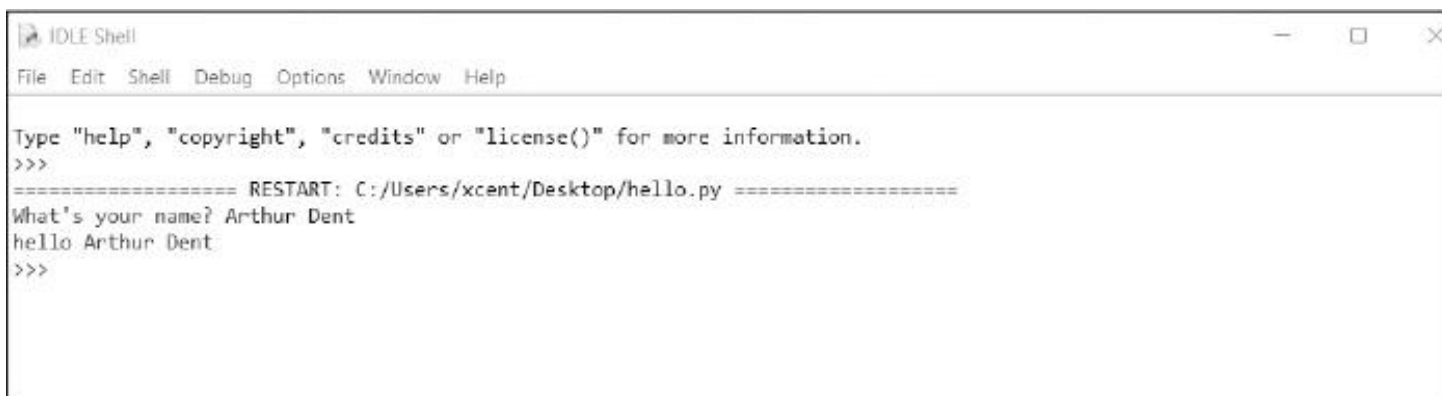 IDLE Shell
File Edit Shell Debug Options Window Help
Type "help", "copyright", "credits" or "license()" for more information.
>>>
=================== RESTART: C:/Users/xcent/Desktop/hello.py ===================
What's your name? Arthur Dent
hello Arthur Dent
>>>